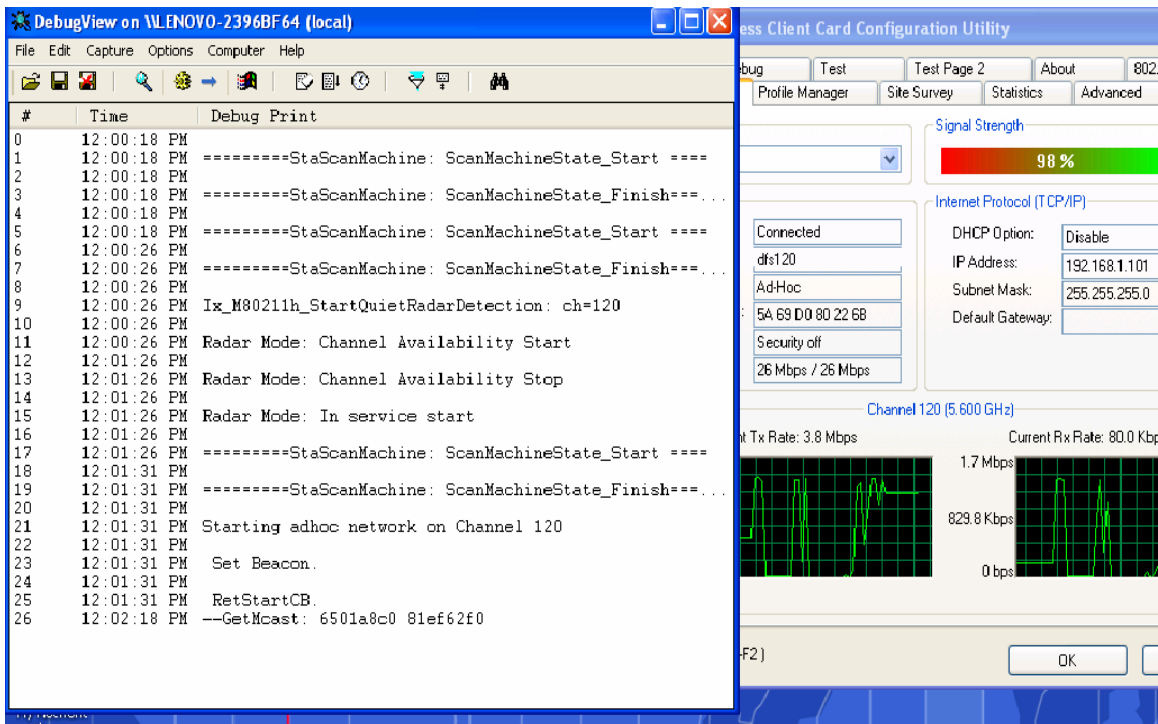 DebugView on \\LENOVO-2396BF64 (local)
File Edit Capture Options Computer Help
# Time Debug Print
0 12:00:18 PM
1 12:00:18 PM =========StaScanMachine: ScanMachineState_Start ====
2 12:00:18 PM
3 12:00:18 PM =========StaScanMachine: ScanMachineState_Finish===...
4 12:00:18 PM
5 12:00:18 PM =========StaScanMachine: ScanMachineState_Start ====
6 12:00:26 PM
7 12:00:26 PM =========StaScanMachine: ScanMachineState_Finish===...
8 12:00:26 PM
9 12:00:26 PM Ix_M80211h_StartQuietRadarDetection: ch=120
10 12:00:26 PM
11 12:00:26 PM Radar Mode: Channel Availability Start
12 12:01:26 PM
13 12:01:26 PM Radar Mode: Channel Availability Stop
14 12:01:26 PM
15 12:01:26 PM Radar Mode: In service start
16 12:01:26 PM
17 12:01:26 PM =========StaScanMachine: ScanMachineState_Start ====
18 12:01:31 PM
19 12:01:31 PM =========StaScanMachine: ScanMachineState_Finish===...
20 12:01:31 PM
21 12:01:31 PM Starting adhoc network on Channel 120
22 12:01:31 PM
23 12:01:31 PM Set Beacon.
24 12:01:31 PM
25 12:01:31 PM RetStartCB.
26 12:02:18 PM --GetMcast: 6501a8c0 81ef62f0
ess Client Card Configuration Utility
bug Test Test Page 2 About 802.
Profile Manager Site Survey Statistics Advanced
Signal Strength
98 %
Internet Protocol (TCP/IP)
Connected
dfs120
Ad-Hoc
5A 69 D0 80 22 6B
Security off
26 Mbps / 26 Mbps
DHCP Option: Disable
IP Address: 192.168.1.101
Subnet Mask: 255.255.255.0
Default Gateway:
Channel 120 (5.600 GHz)
nt Tx Rate: 3.8 Mbps
Current Rx Rate: 80.0 Kbp
1.7 Mbps
829.8 Kbps
0 bps
-F2 )
OK